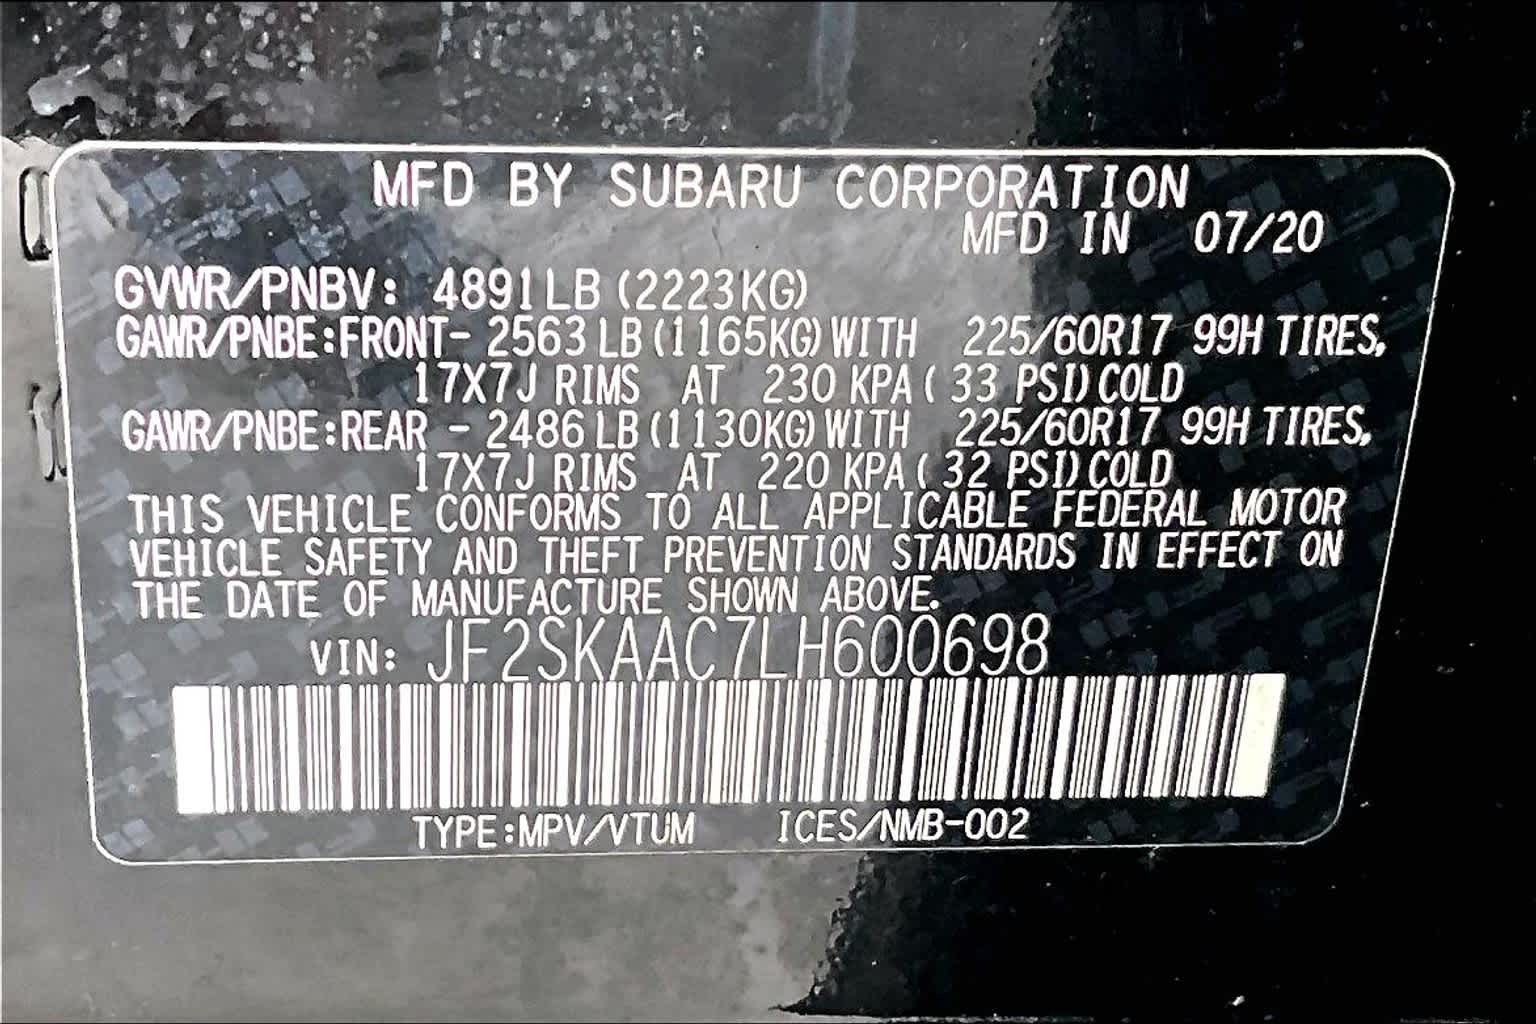 MFD BY SUBARU CORPORATION
MFD IN 07/20
GVWR/PNBV: 4891LB (2223KG)
GAWR/PNBE:FRONT- 2563 LB (1165KG) WITH 225/60R17 99H TIRES,
17X7J RIMS AT 230 KPA ( 33 PSI) COLD
GAWR/PNBE:REAR - 2486 LB (1130KG) WITH 225/60R17 99H TIRES,
17X7J RIMS AT 220 KPA ( 32 PSI) COLD
THIS VEHICLE CONFORMS TO ALL APPLICABLE FEDERAL MOTOR
VEHICLE SAFETY AND THEFT PREVENTION STANDARDS IN EFFECT ON
THE DATE OF MANUFACTURE SHOWN ABOVE.
VIN: JF2SKAAC7LH600698
TYPE:MPV/VTUM ICES/NMB-002